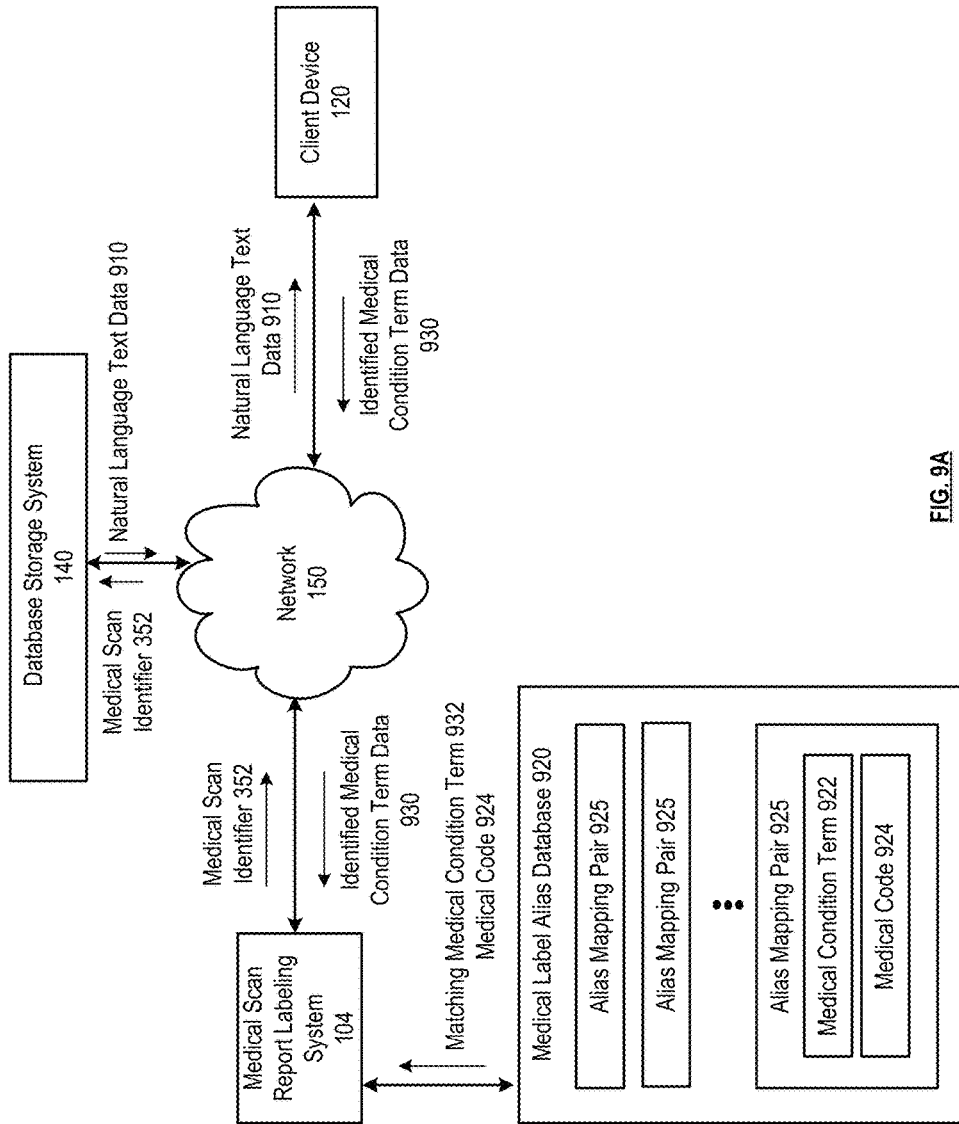 Database Storage System
140
Medical Scan
Identifier 352
Natural Language Text Data 910
Medical Scan
Report Labeling
System
104
Medical Scan
Identifier 352
Identified Medical
Condition Term Data
930
Network
150
Natural Language Text
Data 910
Identified Medical
Condition Term Data
930
Client Device
120
Matching Medical Condition Term 932
Medical Code 924
Medical Label Alias Database 920
Alias Mapping Pair 925
Alias Mapping Pair 925
Alias Mapping Pair 925
Medical Condition Term 922
Medical Code 924
FIG. 9A